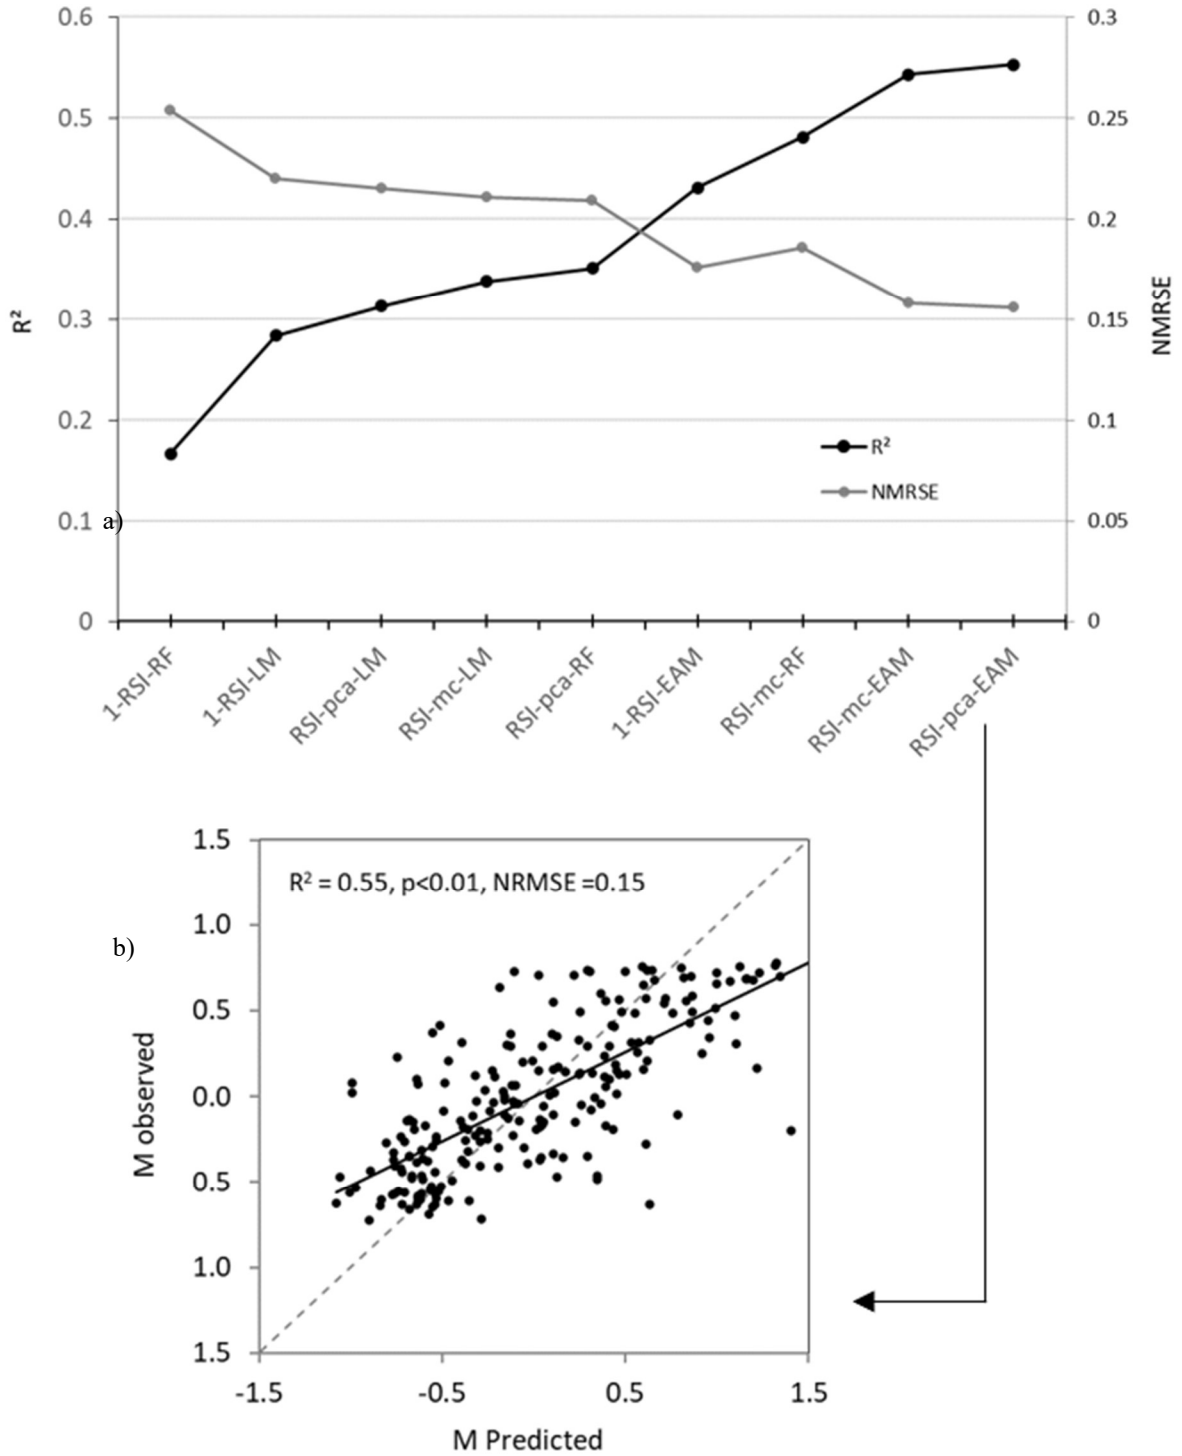 0.6
0.5
0.4
0.3
0.2
0.1
0
R²
a)
0.3
0.25
0.2
0.15
0.1
0.05
0
NMRSE
R²
NMRSE
1-RSI-RF
1-RSI-LM
RSI-pca-LM
RSI-mc-LM
RSI-pca-RF
1-RSI-EAM
RSI-mc-RF
RSI-mc-EAM
RSI-pca-EAM
b)
1.5
1.0
0.5
0.0
0.5
1.0
1.5
M observed
R² = 0.55, p<0.01, NRMSE =0.15
-1.5
-0.5
0.5
1.5
M Predicted